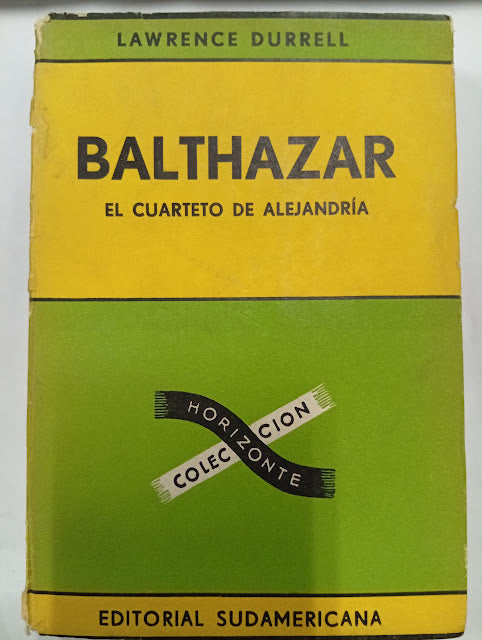 LAWRENCE DURRELL
BALTHAZAR
EL CUARTETO DE ALEJANDRÍA
HORIZONTE
COLECCION
EDITORIAL SUDAMERICANA